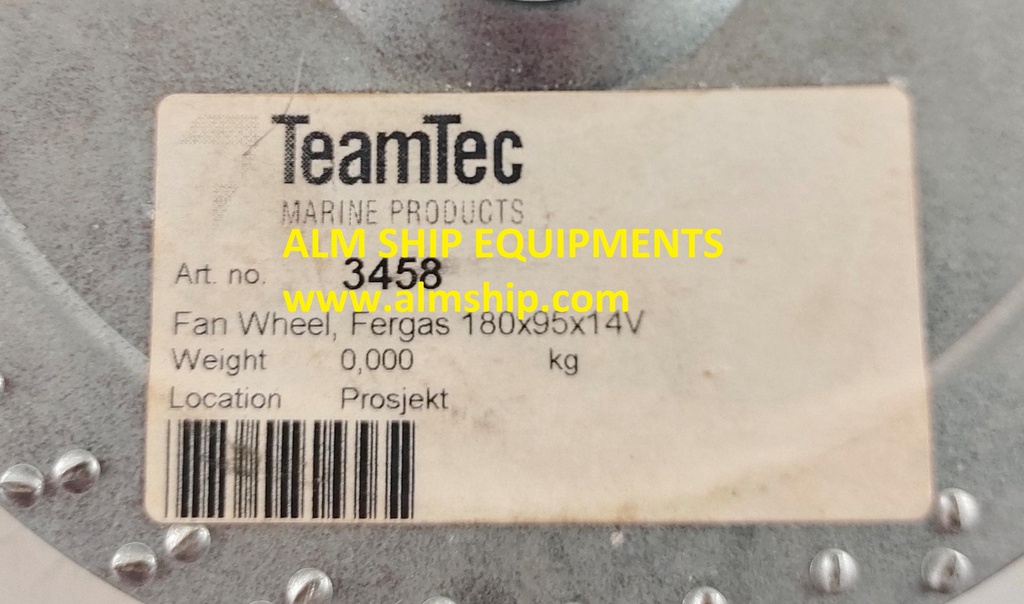 TeamTec
MARINE PRODUCTS
ALM SHIP EQUIPMENTS
Art. no. 3458
www.almship.com
Fan Wheel, Fergas 180x95x14V
Weight 0,000 kg
Location Prosjekt